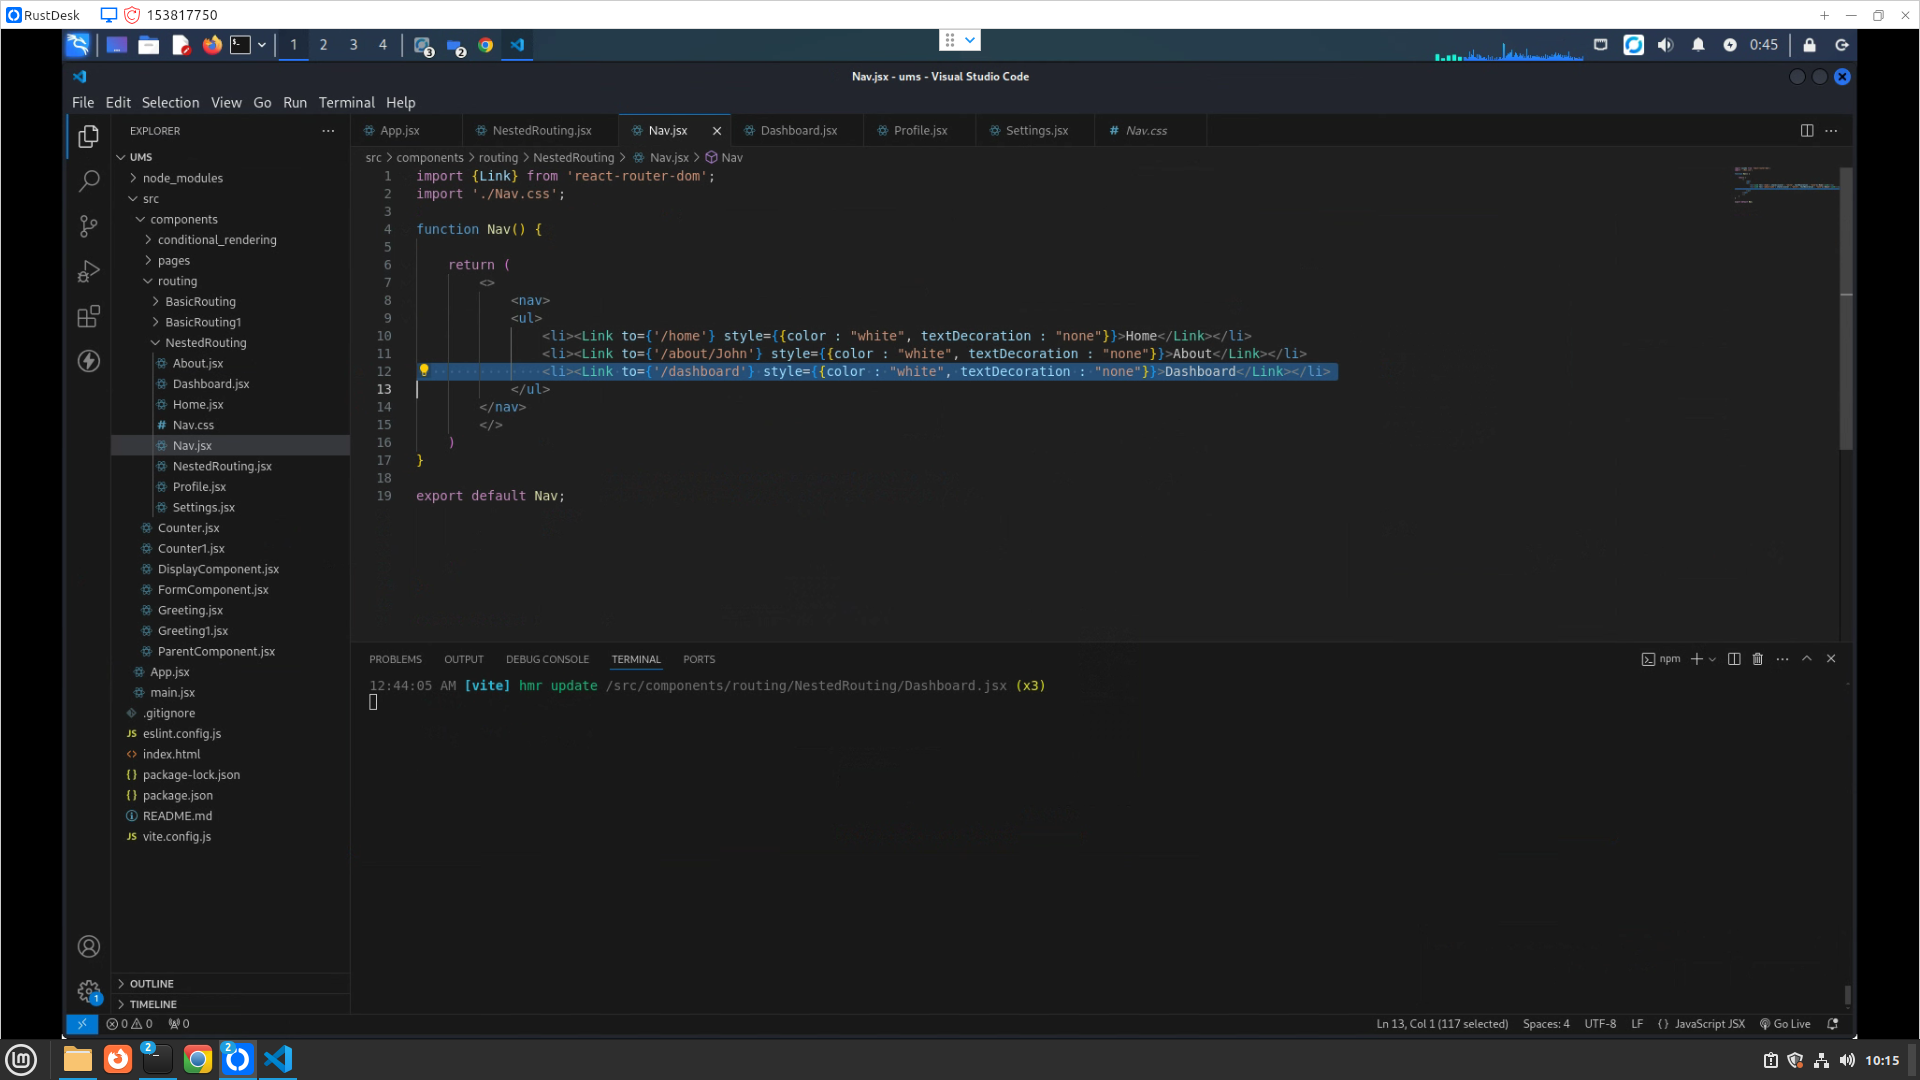 RustDesk 153817750
1 2 3 4 3 2 0:45
Nav.jsx - ums - Visual Studio Code
File Edit Selection View Go Run Terminal Help
EXPLORER
UMS
node_modules
src
components
conditional_rendering
pages
routing
BasicRouting
BasicRouting1
NestedRouting
About.jsx
Dashboard.jsx
Home.jsx
# Nav.css
Nav.jsx
NestedRouting.jsx
Profile.jsx
Settings.jsx
Counter.jsx
Counter1.jsx
DisplayComponent.jsx
FormComponent.jsx
Greeting.jsx
Greeting1.jsx
ParentComponent.jsx
App.jsx
main.jsx
.gitignore
JS eslint.config.js
<> index.html
{} package-lock.json
{} package.json
README.md
JS vite.config.js
OUTLINE
TIMELINE
App.jsx NestedRouting.jsx Nav.jsx Dashboard.jsx Profile.jsx Settings.jsx # Nav.css
src > components > routing > NestedRouting > Nav.jsx > Nav
1 import {Link} from 'react-router-dom';
2 import './Nav.css';
3
4 function Nav() {
5
6 return (
7 <>
8 <nav>
9 <ul>
10 <li><Link to={'/home'} style={{color : "white", textDecoration : "none"}}>Home</Link></li>
11 <li><Link to={'/about/John'} style={{color : "white", textDecoration : "none"}}>About</Link></li>
12 <li><Link to={'/dashboard'} style={{color : "white", textDecoration : "none"}}>Dashboard</Link></li>
13 </ul>
14 </nav>
15 </>
16 )
17 }
18
19 export default Nav;
PROBLEMS OUTPUT DEBUG CONSOLE TERMINAL PORTS npm
12:44:05 AM [vite] hmr update /src/components/routing/NestedRouting/Dashboard.jsx (x3)
1
0 0 0 Ln 13, Col 1 (117 selected) Spaces: 4 UTF-8 LF {} JavaScript JSX Go Live
2 2 10:15